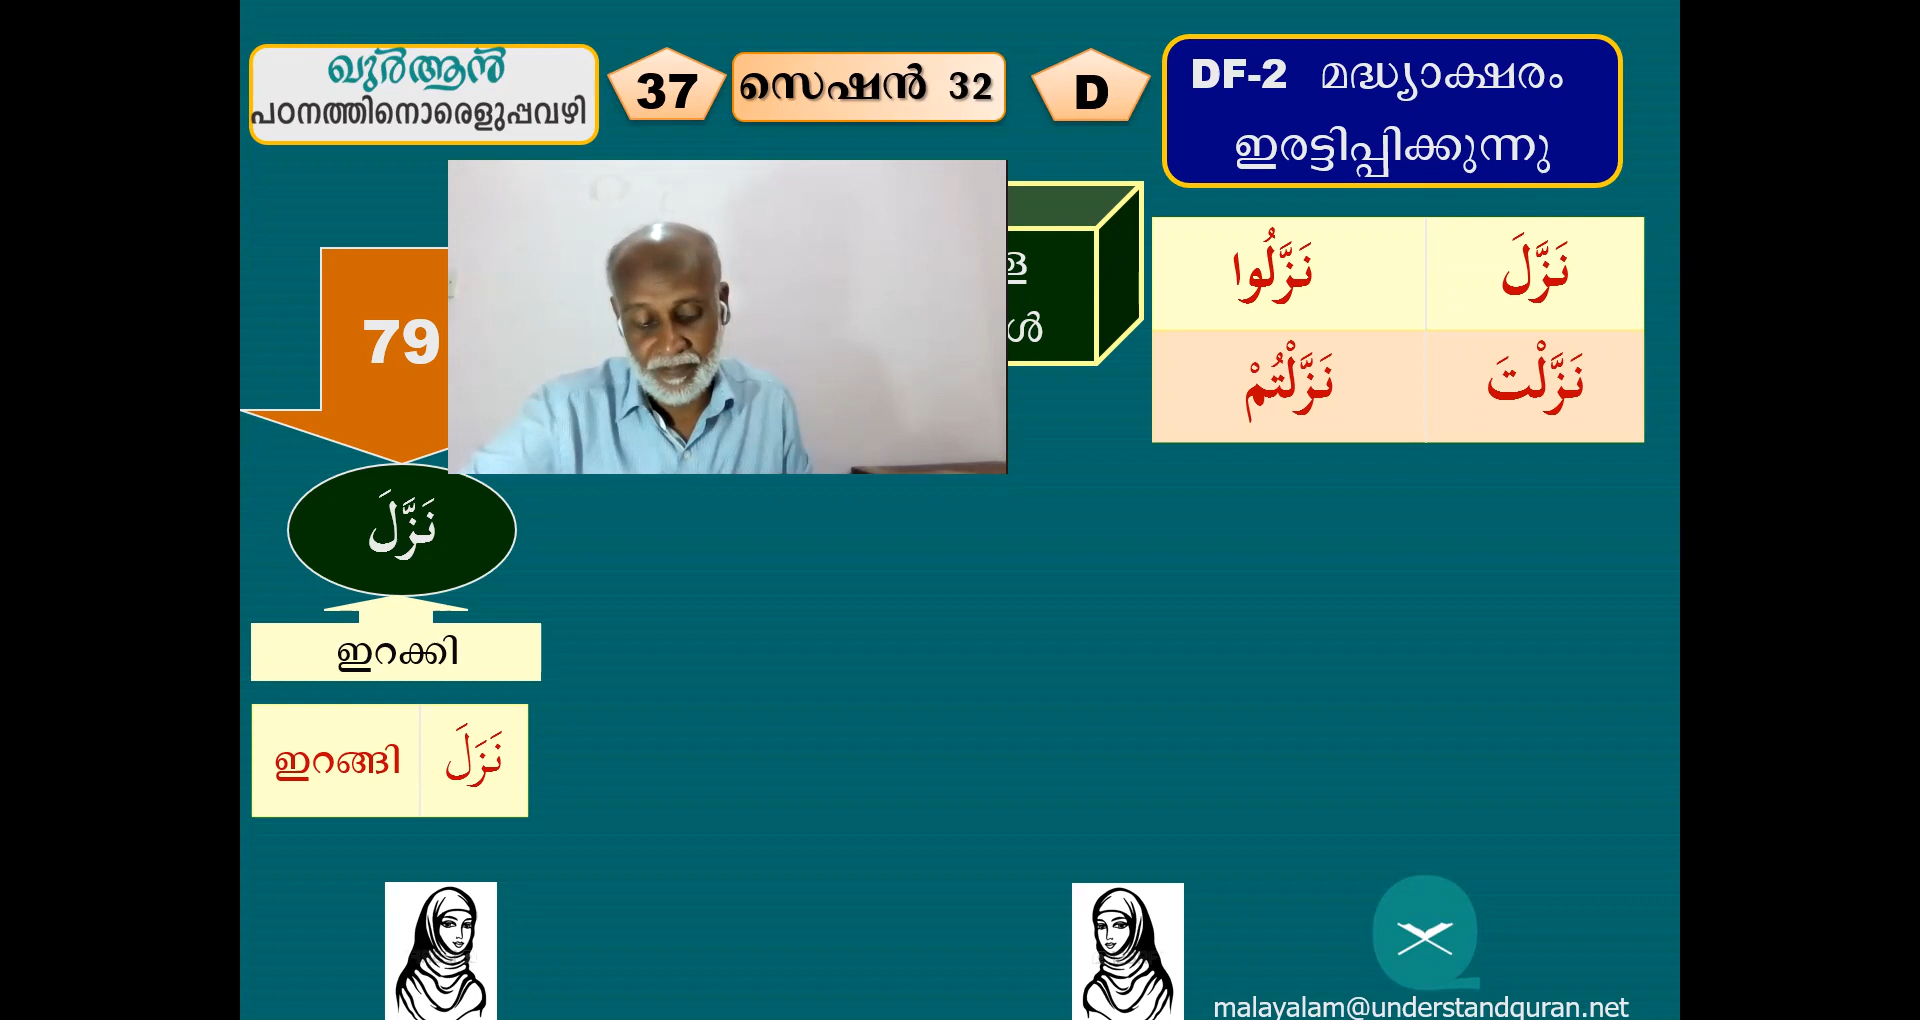 ഖുർആൻ
പഠനത്തിനൊരെളുപ്പവഴി
37
സെഷൻ 32
D
DF-2 മദ്ധ്യാക്ഷരം
ഇരട്ടിപ്പിക്കുന്നു
79
نَزَّلُوا نَزَّلَ
نَزَّلْتُمْ نَزَّلْتَ
نَزَّلَ
ഇറക്കി
ഇറങ്ങി نَزَلَ
malayalam@understandquran.net